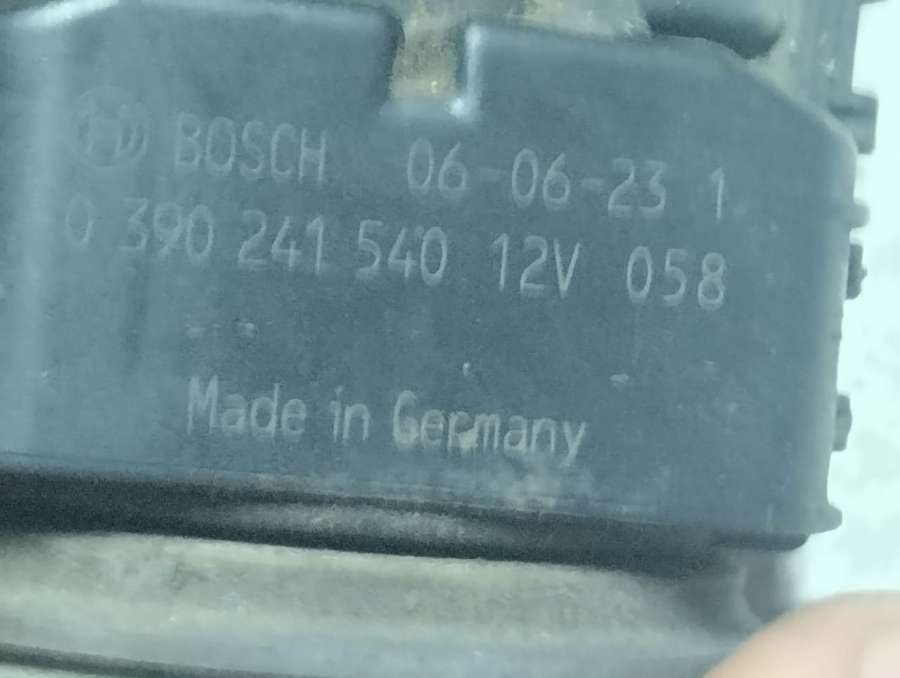 BOSCH 06-06-23 1
0 390 241 540 12V 058
Made in Germany